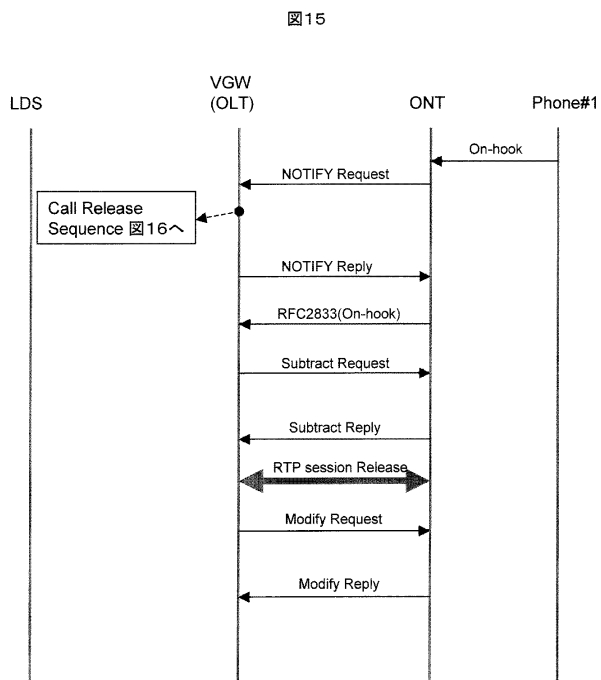 図15
LDS
VGW
(OLT)
ONT
Phone#1
On-hook
NOTIFY Request
Call Release
Sequence 図16へ
NOTIFY Reply
RFC2833(On-hook)
Subtract Request
Subtract Reply
RTP session Release
Modify Request
Modify Reply